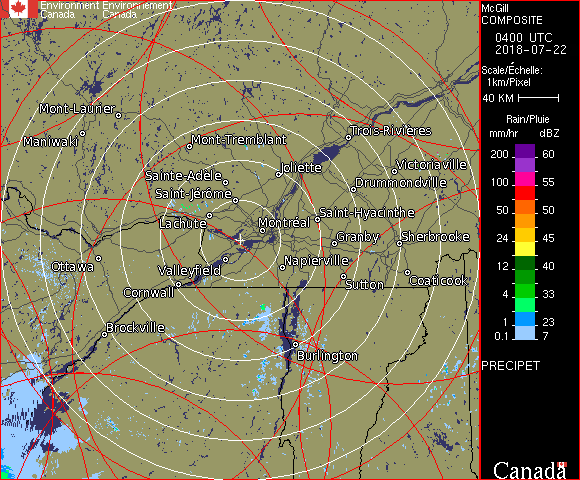 Environment Environnement
Canada Canada
McGill
COMPOSITE
0400 UTC
2018-07-22
Scale/Échelle:
1km/Pixel
40 KM
Rain/Pluie
mm/hr dBZ
200 60
100 55
50 50
24 45
12 40
4 33
1 23
0.1 7
PRECIPET
Mont-Laurier
Maniwaki
Mont-Tremblant
Trois-Rivières
Joliette
Victoriaville
Sainte-Adèle
Drummondville
Saint-Jérôme
Saint-Hyacinthe
Lachute
Montréal
Granby
Sherbrooke
Ottawa
Valleyfield
Napierville
Cornwall
Sutton
Coaticook
Brockville
Burlington
Canada